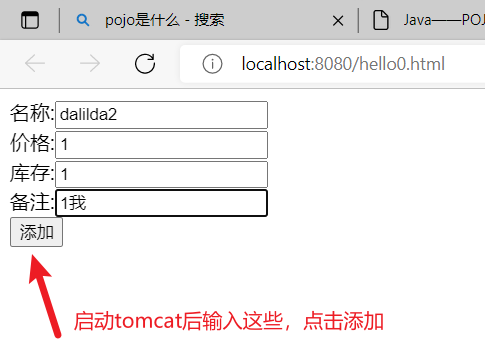 pojo是什么 - 搜索
Java——POJ
localhost:8080/hello0.html
名称:dalilda2
价格:1
库存:1
备注:1我
添加
启动tomcat后输入这些，点击添加